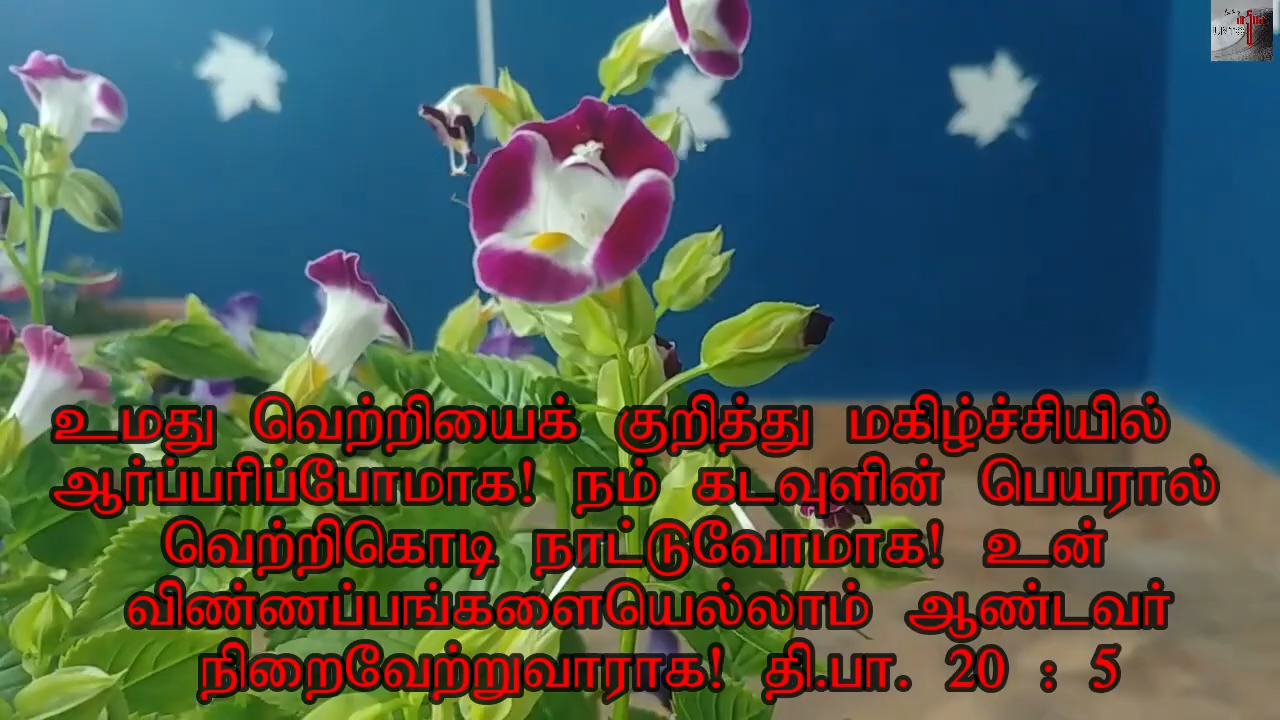 உமது வெற்றியைக் குறித்து மகிழ்ச்சியில்
ஆர்ப்பரிப்போமாக! நம் கடவுளின் பெயரால்
வெற்றிகொடி நாட்டுவோமாக! உன்
விண்ணப்பங்களையெல்லாம் ஆண்டவர்
நிறைவேற்றுவாராக! தி.பா. 20 : 5